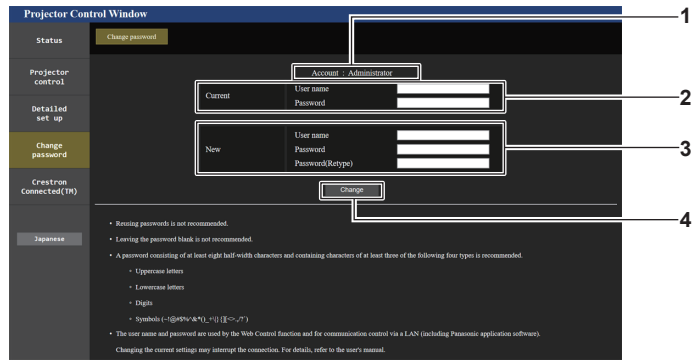 Projector Control Window
Status
Change password
1
Projector
control
Account : Administrator
Current
User name
Password
2
Detailed
set up
Change
password
New
User name
Password
Password(Retype)
3
Crestron
Connected(TM)
Change
4
Japanese
• Reusing passwords is not recommended.
• Leaving the password blank is not recommended.
• A password consisting of at least eight half-width characters and containing characters of at least three of the following four types is recommended.
• Uppercase letters
• Lowercase letters
• Digits
• Symbols (~!@#$%^&*()_+\|} {][<>.,/?`)
• The user name and password are used by the Web Control function and for communication control via a LAN (including Panasonic application software).
Changing the current settings may interrupt the connection. For details, refer to the user's manual.